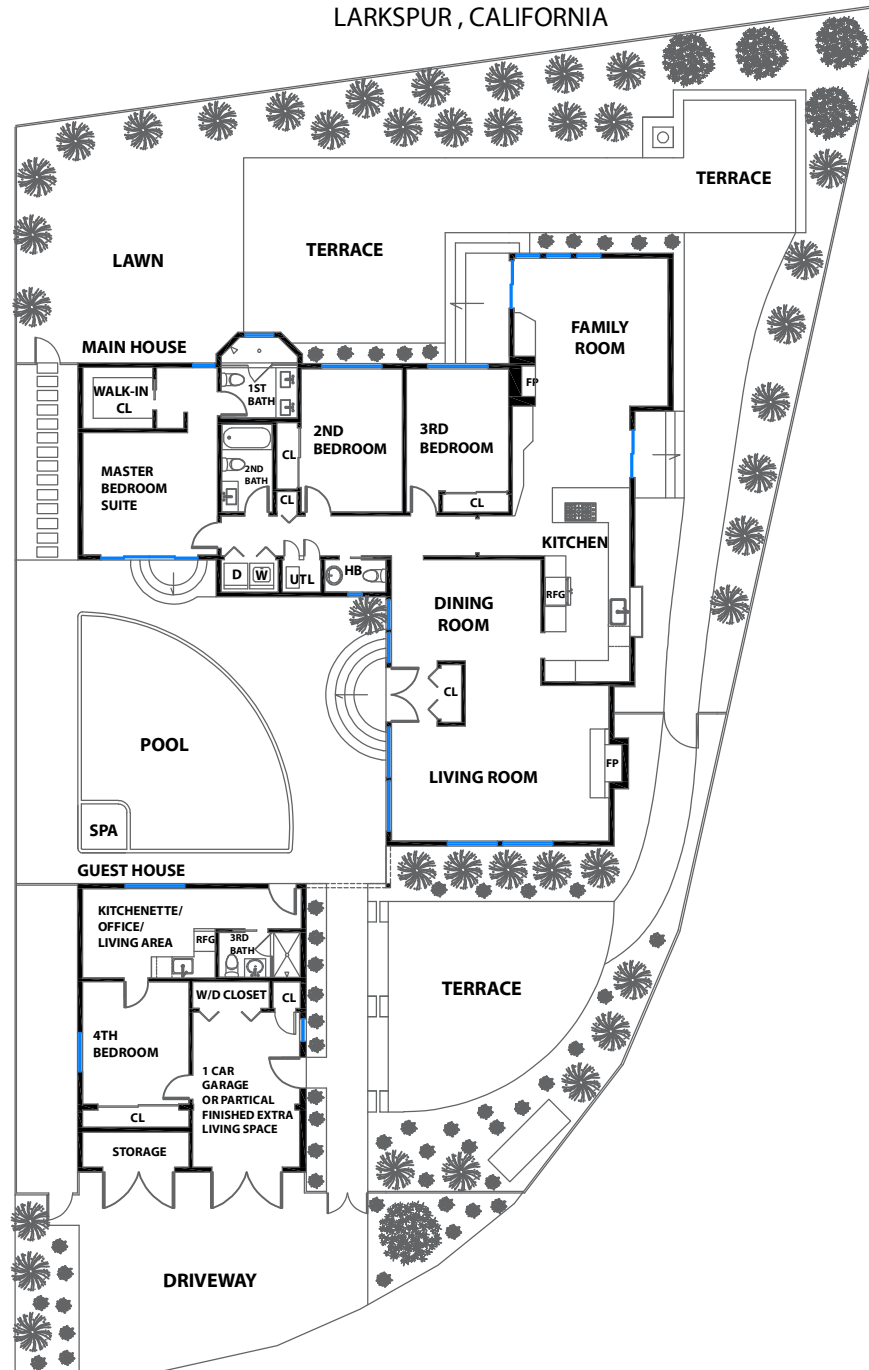 LARKSPUR , CALIFORNIA
TERRACE
TERRACE
LAWN
FAMILY
ROOM
MAIN HOUSE
FP
WALK-IN
CL
1ST
BATH
2ND
BEDROOM
3RD
BEDROOM
CL
2ND
BATH
MASTER
BEDROOM
SUITE
CL
CL
KITCHEN
D
W
UTL
HB
RFG
DINING
ROOM
CL
POOL
LIVING ROOM
FP
SPA
GUEST HOUSE
KITCHENETTE/
OFFICE/
LIVING AREA
RFG
3RD
BATH
W/D CLOSET
CL
TERRACE
4TH
BEDROOM
1 CAR
GARAGE
OR PARTICAL
FINISHED EXTRA
LIVING SPACE
CL
STORAGE
DRIVEWAY